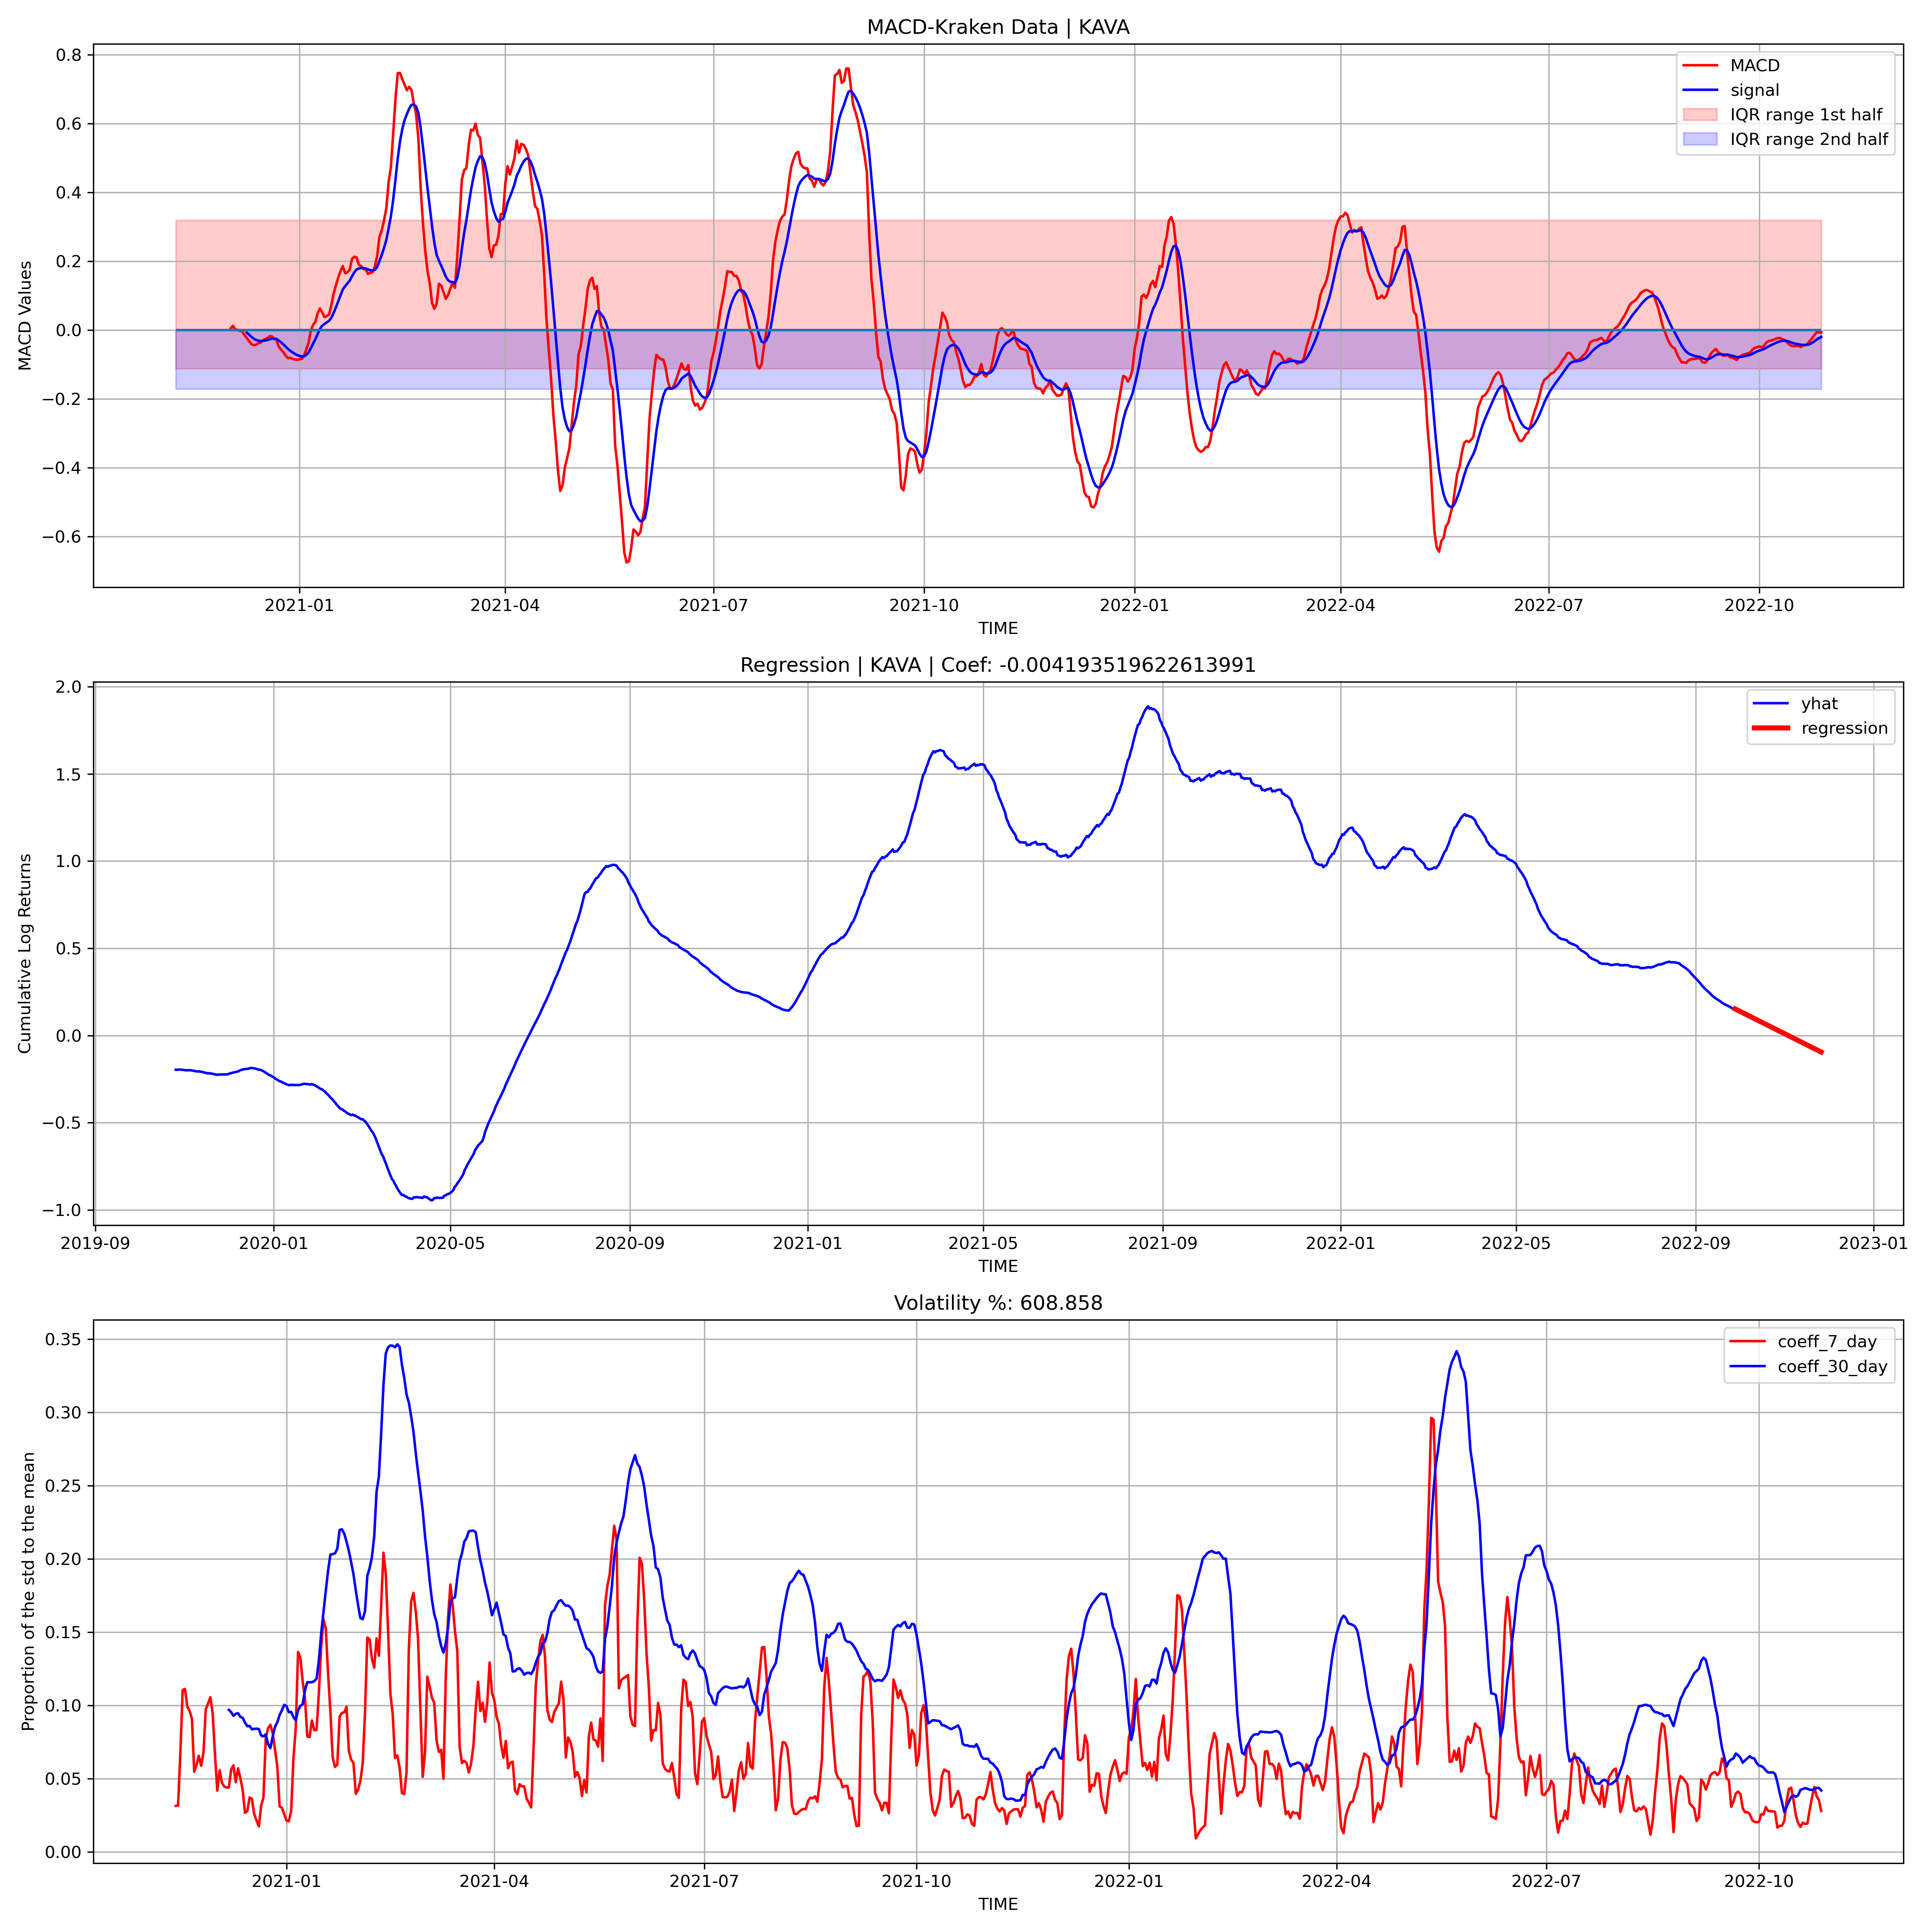 MACD-Kraken Data | KAVA
MACD
signal
IQR range 1st half
IQR range 2nd half
0.8
0.6
0.4
0.2
0.0
−0.2
−0.4
−0.6
MACD Values
2021-01 2021-04 2021-07 2021-10 2022-01 2022-04 2022-07 2022-10
TIME
Regression | KAVA | Coef: -0.004193519622613991
yhat
regression
2.0
1.5
1.0
0.5
0.0
−0.5
−1.0
Cumulative Log Returns
2019-09 2020-01 2020-05 2020-09 2021-01 2021-05 2021-09 2022-01 2022-05 2022-09 2023-01
TIME
Volatility %: 608.858
coeff_7_day
coeff_30_day
0.35
0.30
0.25
0.20
0.15
0.10
0.05
0.00
Proportion of the std to the mean
2021-01 2021-04 2021-07 2021-10 2022-01 2022-04 2022-07 2022-10
TIME